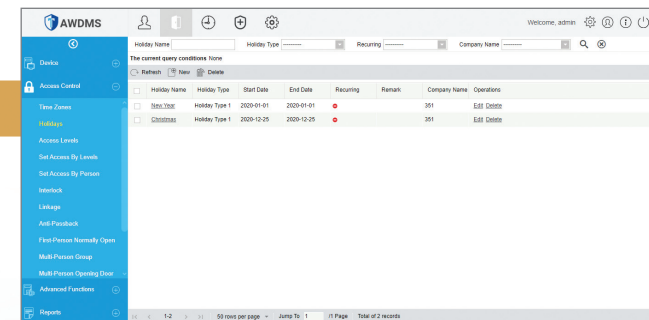 AWDMS
Welcome, admin
Holiday Name Holiday Type --------- Recurring --------- Company Name ---------
The current query conditions None
Refresh New Delete
Holiday Name Holiday Type Start Date End Date Recurring Remark Company Name Operations
New Year Holiday Type 1 2020-01-01 2020-01-01 351 Edit Delete
Christmas Holiday Type 1 2020-12-25 2020-12-25 351 Edit Delete
Device
Access Control
Time Zones
Holidays
Access Levels
Set Access By Levels
Set Access By Person
Interlock
Linkage
Anti-Passback
First-Person Normally Open
Multi-Person Group
Multi-Person Opening Door
Advanced Functions
Reports
1-2 50 rows per page Jump To 1 /1 Page Total of 2 records